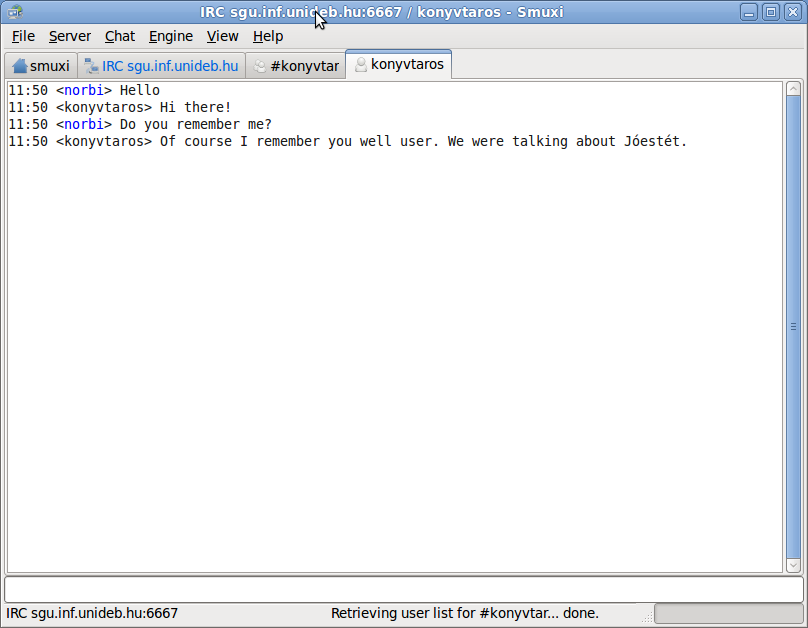 IRC sgu.inf.unideb.hu:6667 / konyvtaros - Smuxi
File Server Chat Engine View Help
smuxi IRC sgu.inf.unideb.hu #konyvtar konyvtaros
11:50 <norbi> Hello
11:50 <konyvtaros> Hi there!
11:50 <norbi> Do you remember me?
11:50 <konyvtaros> Of course I remember you well user. We were talking about Jóestét.
IRC sgu.inf.unideb.hu:6667 Retrieving user list for #konyvtar... done.